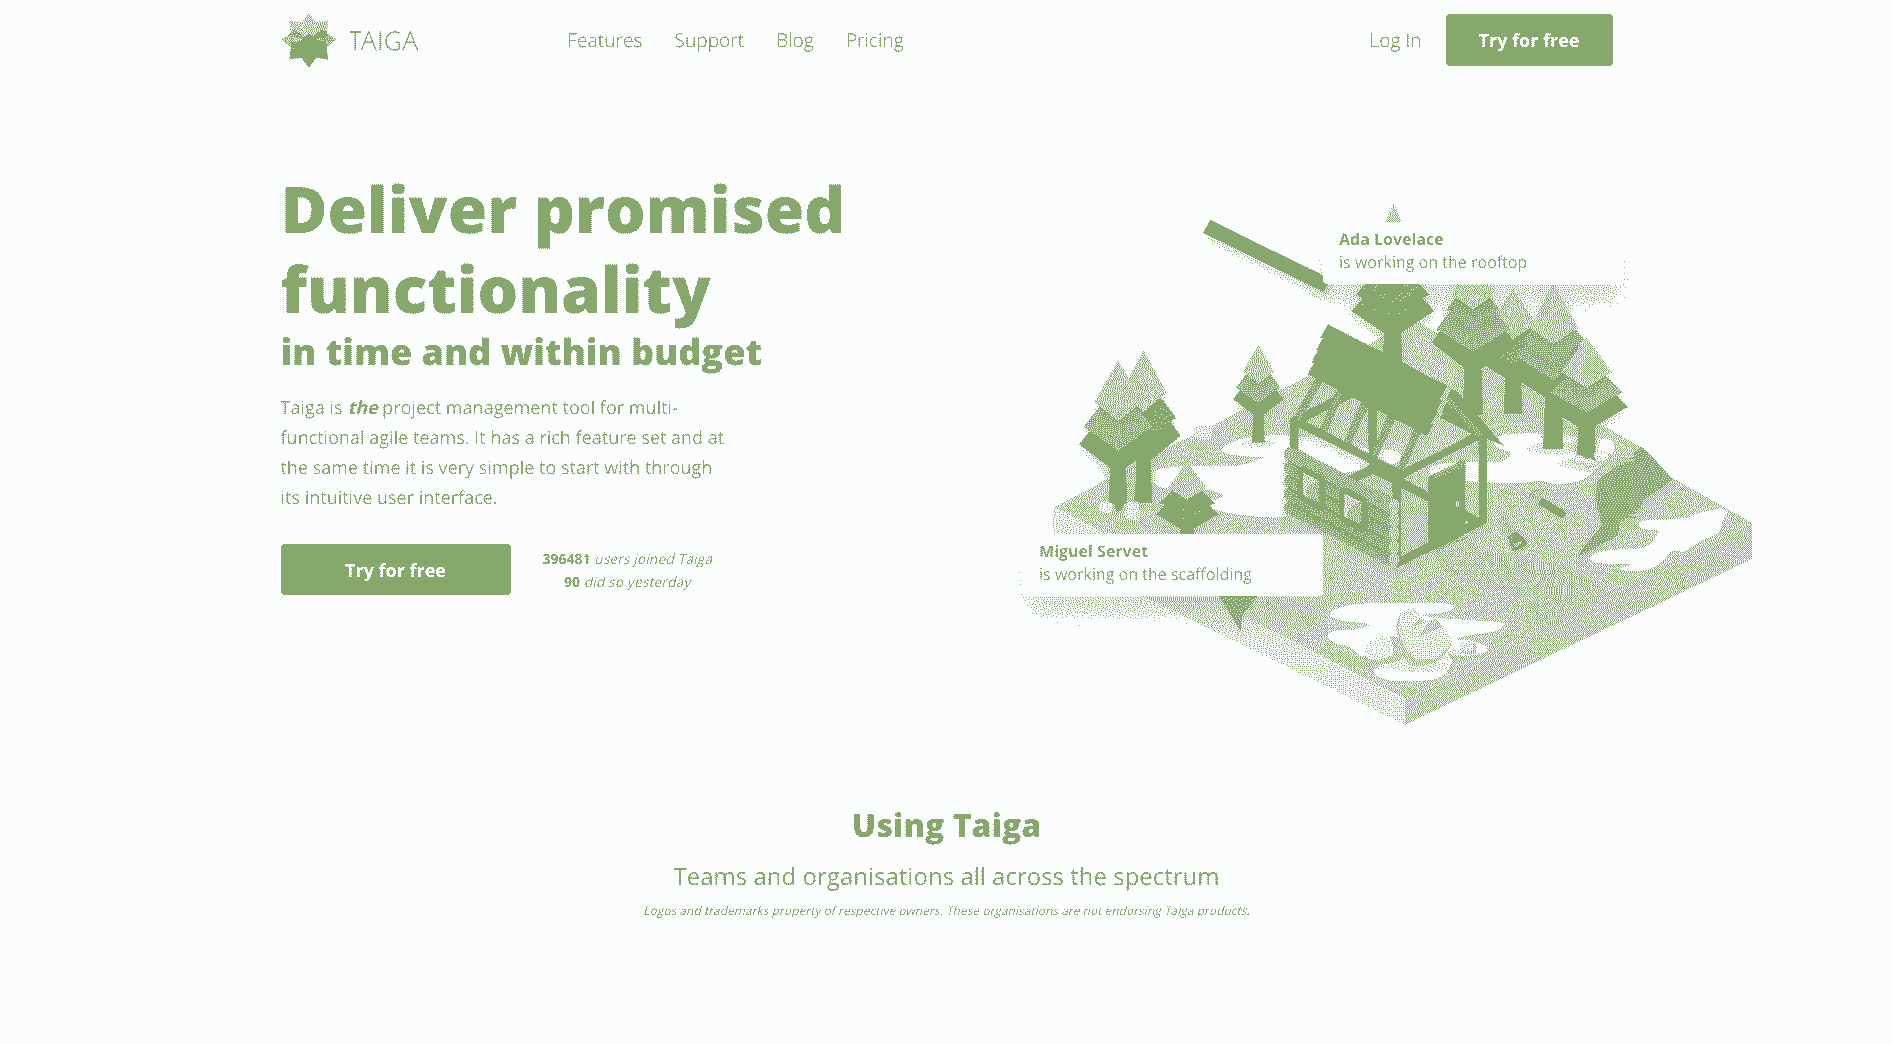 TAIGA
Features Support Blog Pricing
Log In Try for free
Deliver promised
functionality
in time and within budget
Taiga is the project management tool for multi-
functional agile teams. It has a rich feature set and at
the same time it is very simple to start with through
its intuitive user interface.
Try for free
396481 users joined Taiga
90 did so yesterday
Ada Lovelace
is working on the rooftop
Miguel Servet
is working on the scaffolding
Using Taiga
Teams and organisations all across the spectrum
Logos and trademarks property of respective owners. These organisations are not endorsing Taiga products.